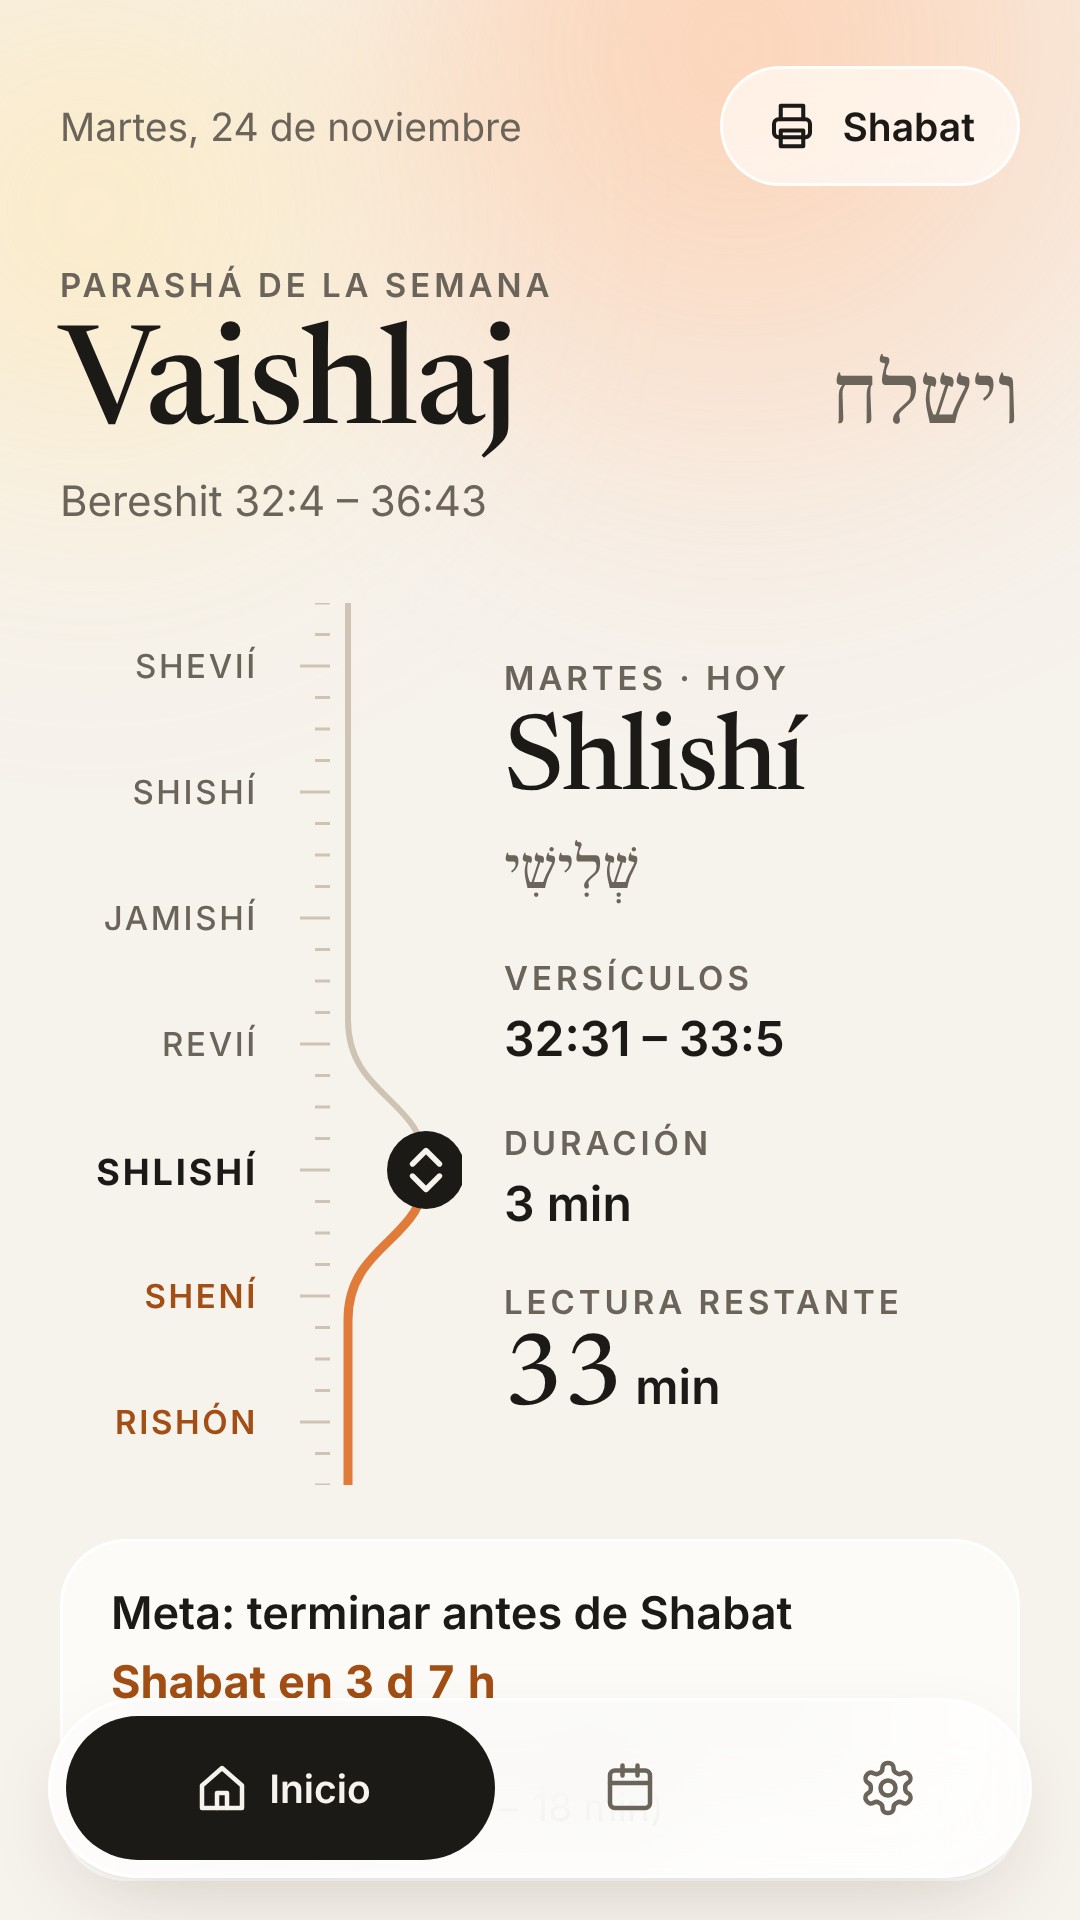 Martes, 24 de noviembre
Shabat
PARASHÁ DE LA SEMANA
Vaishlaj
וישלח
Bereshit 32:4 – 36:43
SHEVIÍ
SHISHÍ
JAMISHÍ
REVIÍ
SHLISHÍ
SHENÍ
RISHÓN
MARTES · HOY
Shlishí
שְׁלִישִׁי
VERSÍCULOS
32:31 – 33:5
DURACIÓN
3 min
LECTURA RESTANTE
33 min
Meta: terminar antes de Shabat
Shabat en 3 d 7 h
– 18 min)
Inicio